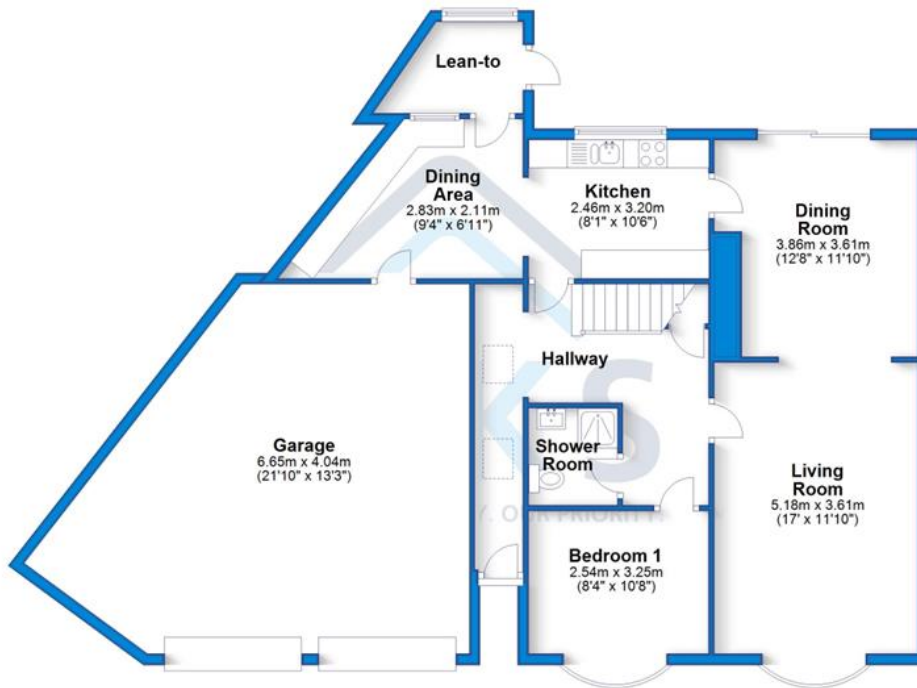 Lean-to
Dining
Area
2.83m x 2.11m
(9'4" x 6'11")
Kitchen
2.46m x 3.20m
(8'1" x 10'6")
Dining
Room
3.86m x 3.61m
(12'8" x 11'10")
Hallway
Garage
6.65m x 4.04m
(21'10" x 13'3")
Shower
Room
Living
Room
5.18m x 3.61m
(17' x 11'10")
KS
Y. OUR PRIORITY
Bedroom 1
2.54m x 3.25m
(8'4" x 10'8")